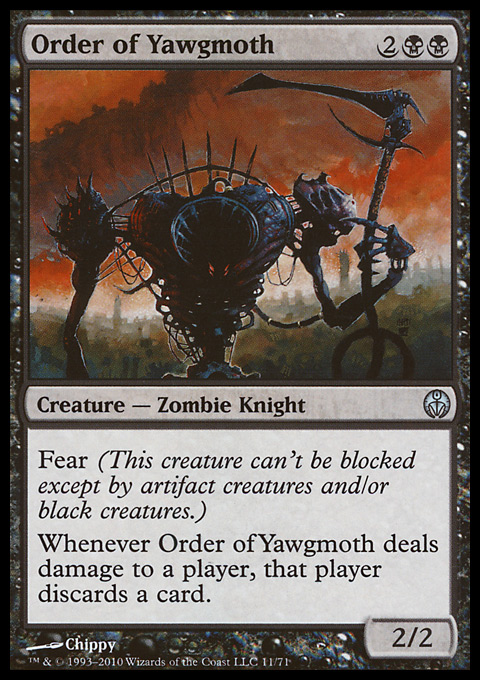 Order of Yawgmoth 2
Creature — Zombie Knight
Fear (This creature can't be blocked
except by artifact creatures and/or
black creatures.)
Whenever Order of Yawgmoth deals
damage to a player, that player
discards a card.
2/2
Chippy
™ & © 1993–2010 Wizards of the Coast LLC 11/71